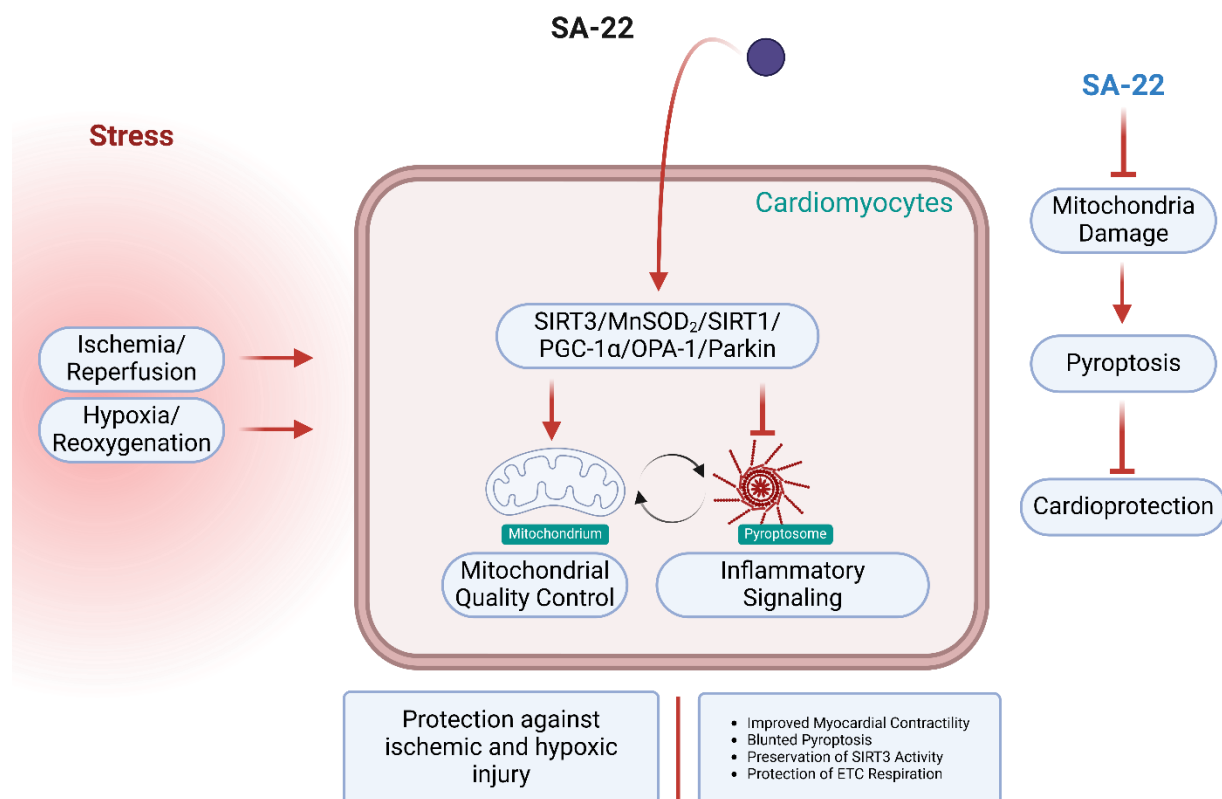 SA-22
Stress
Ischemia/
Reperfusion
Hypoxia/
Reoxygenation
Cardiomyocytes
SIRT3/MnSOD₂/SIRT1/
PGC-1α/OPA-1/Parkin
Mitochondrium
Pyroptosome
Mitochondrial
Quality Control
Inflammatory
Signaling
SA-22
Mitochondria
Damage
Pyroptosis
Cardioprotection
Protection against
ischemic and hypoxic
injury
• Improved Myocardial Contractility
• Blunted Pyroptosis
• Preservation of SIRT3 Activity
• Protection of ETC Respiration